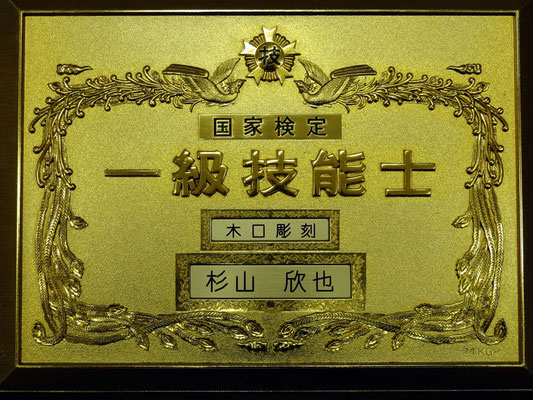 技
国家検定
一級技能士
木口彫刻
杉山 欣也